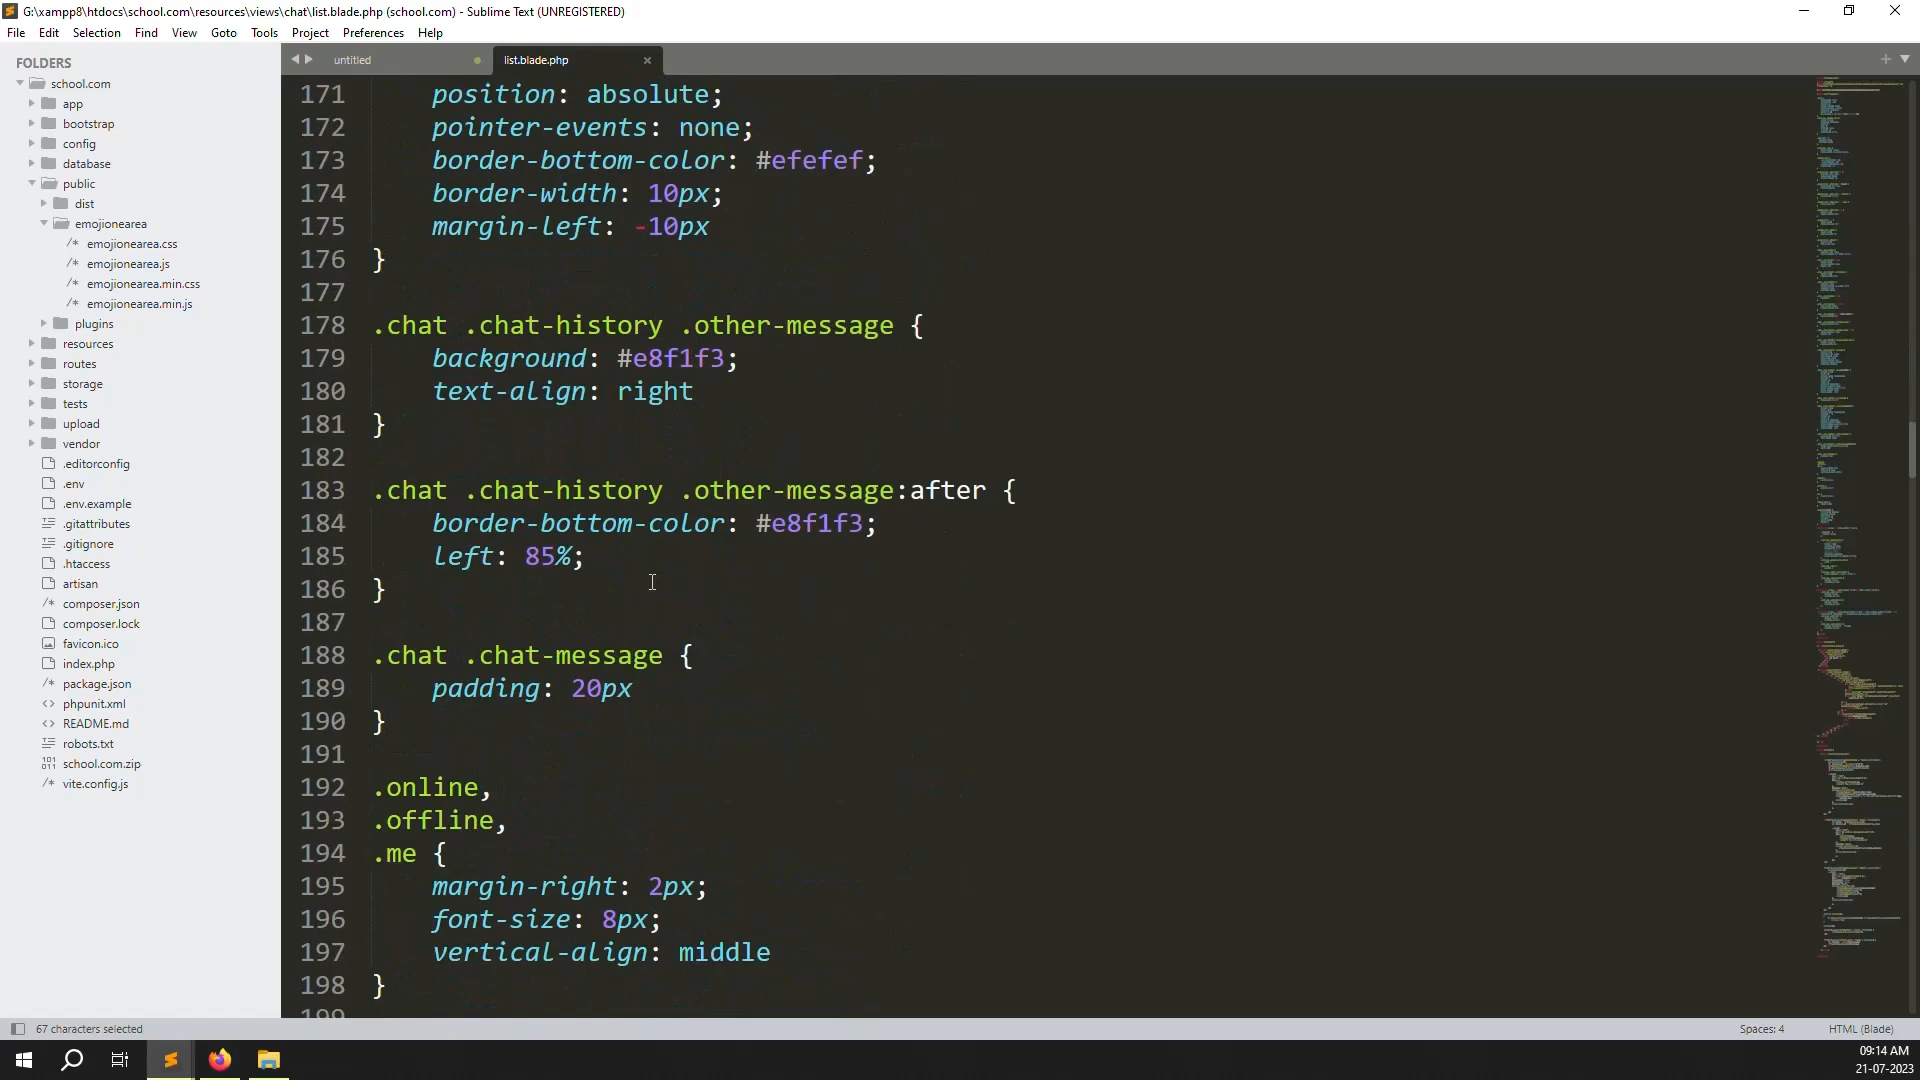 G:\xampp8\htdocs\school.com\resources\views\chat\list.blade.php (school.com) - Sublime Text (UNREGISTERED)
File Edit Selection Find View Goto Tools Project Preferences Help
FOLDERS
school.com
app
bootstrap
config
database
public
dist
emojionearea
emojionearea.css
emojionearea.js
emojionearea.min.css
emojionearea.min.js
plugins
resources
routes
storage
tests
upload
vendor
.editorconfig
.env
.env.example
.gitattributes
.gitignore
.htaccess
artisan
composer.json
composer.lock
favicon.ico
index.php
package.json
phpunit.xml
README.md
robots.txt
school.com.zip
vite.config.js
untitled
list.blade.php
171 position: absolute;
172 pointer-events: none;
173 border-bottom-color: #efefef;
174 border-width: 10px;
175 margin-left: -10px
176 }
177
178 .chat .chat-history .other-message {
179 background: #e8f1f3;
180 text-align: right
181 }
182
183 .chat .chat-history .other-message:after {
184 border-bottom-color: #e8f1f3;
185 left: 85%;
186 }
187
188 .chat .chat-message {
189 padding: 20px
190 }
191
192 .online,
193 .offline,
194 .me {
195 margin-right: 2px;
196 font-size: 8px;
197 vertical-align: middle
198 }
199
67 characters selected
Spaces: 4
HTML (Blade)
09:14 AM
21-07-2023